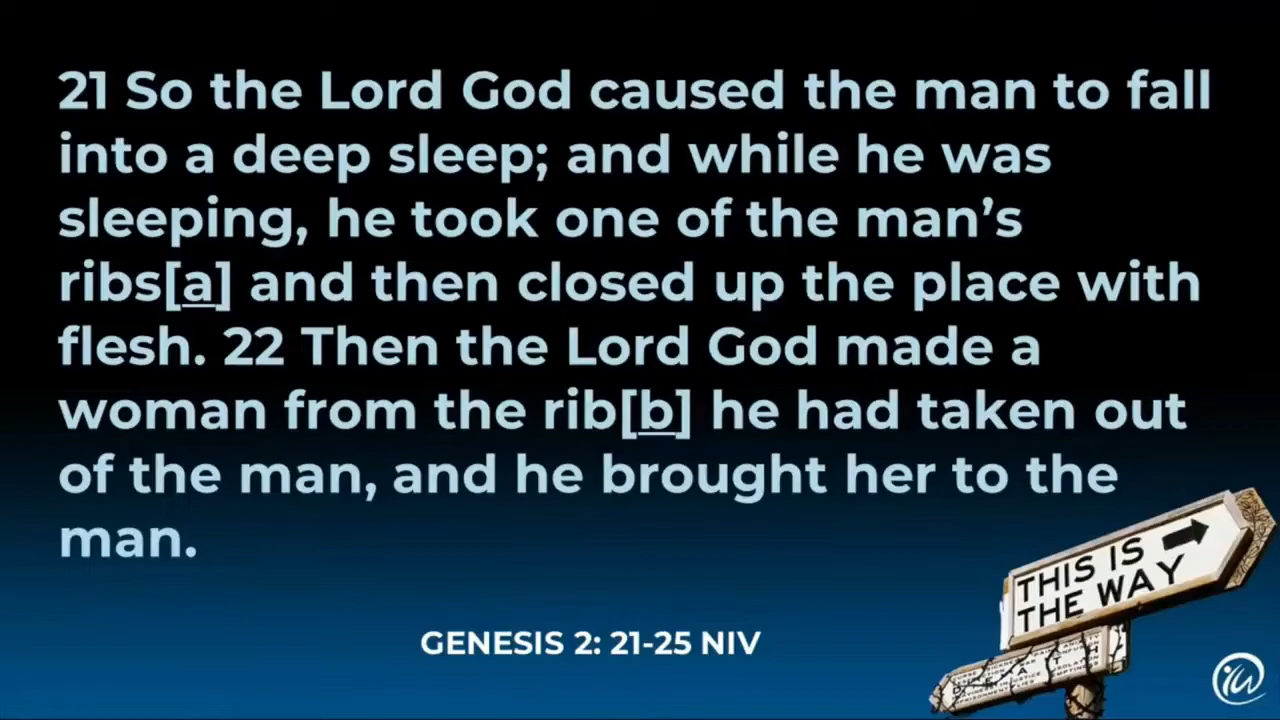 21 So the Lord God caused the man to fall
into a deep sleep; and while he was
sleeping, he took one of the man’s
ribs[a] and then closed up the place with
flesh. 22 Then the Lord God made a
woman from the rib[b] he had taken out
of the man, and he brought her to the
man.
THIS IS
THE WAY
D E A T H
GENESIS 2: 21-25 NIV
iw